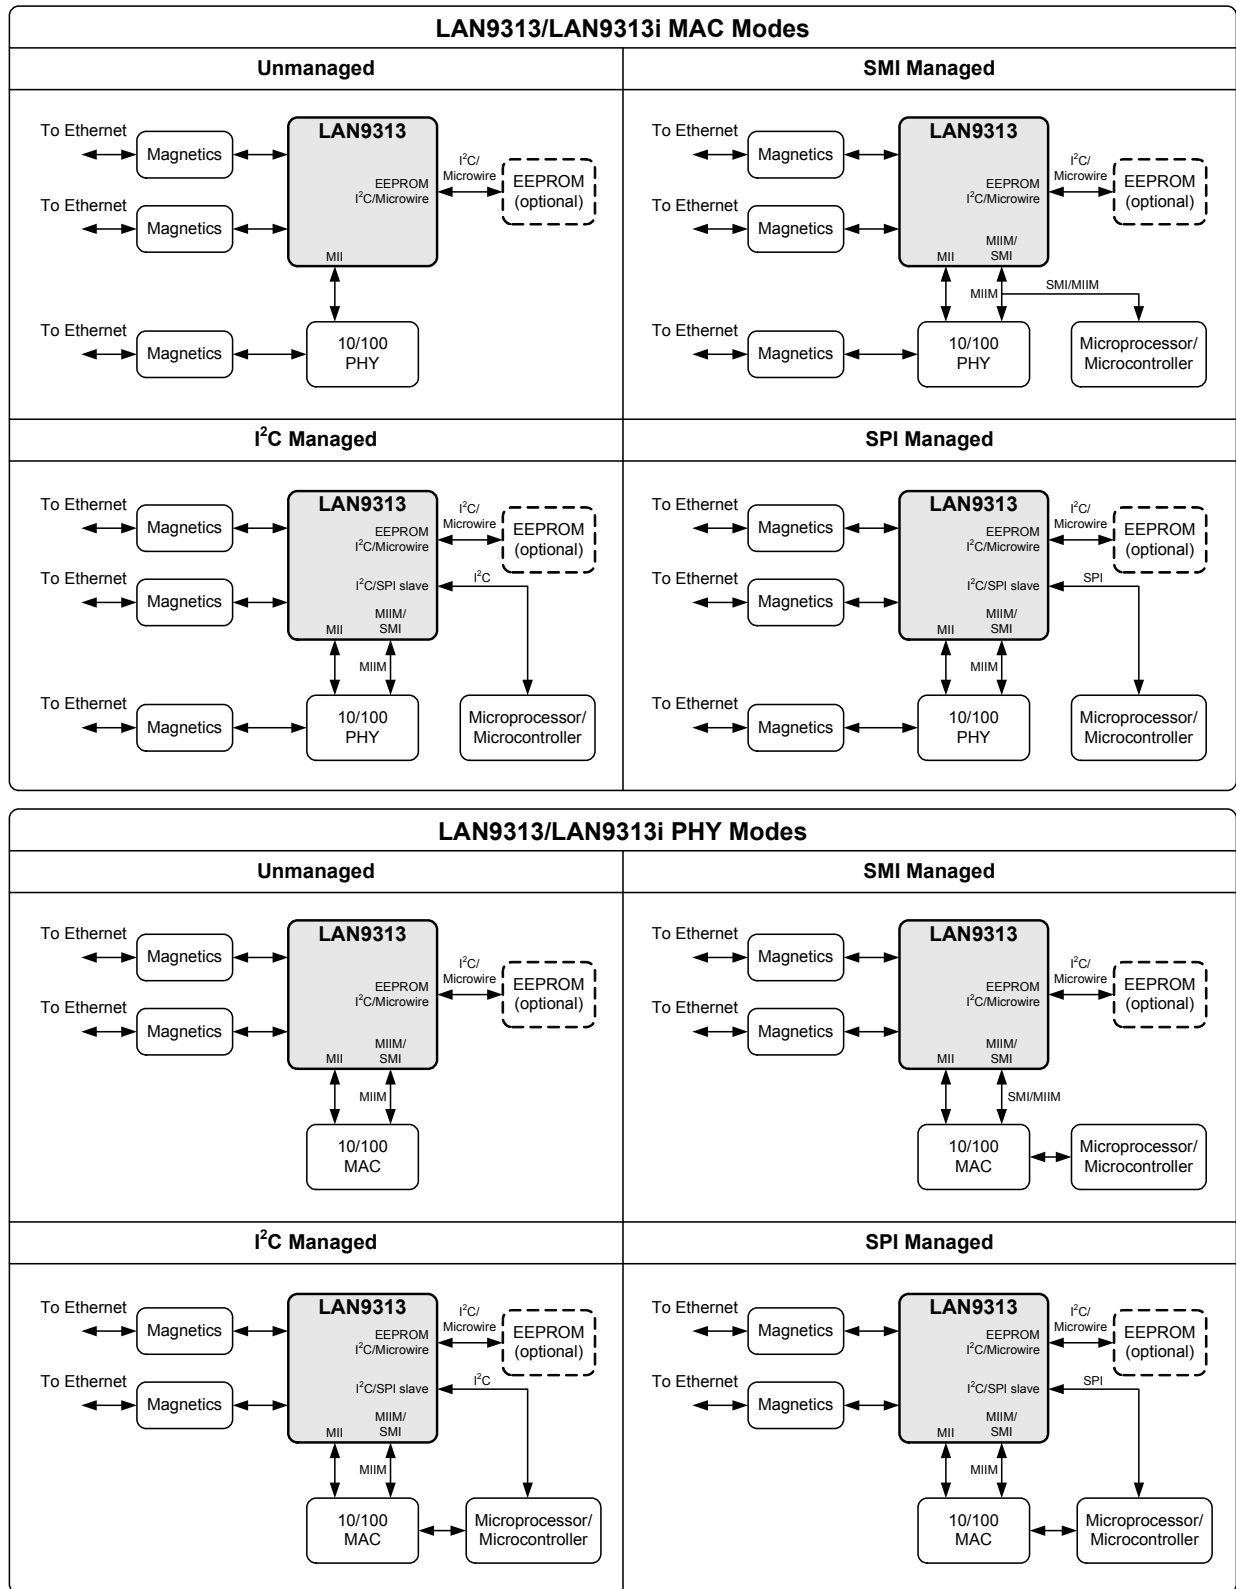 LAN9313/LAN9313i MAC Modes
Unmanaged
To Ethernet
Magnetics
To Ethernet
Magnetics
LAN9313
EEPROM
I²C/Microwire
MII
I²C/
Microwire
EEPROM
(optional)
To Ethernet
Magnetics
10/100
PHY
SMI Managed
To Ethernet
Magnetics
To Ethernet
Magnetics
LAN9313
EEPROM
I²C/Microwire
MII
MIIM/
SMI
I²C/
Microwire
EEPROM
(optional)
MIIM
SMI/MIIM
To Ethernet
Magnetics
10/100
PHY
Microprocessor/
Microcontroller
I²C Managed
To Ethernet
Magnetics
To Ethernet
Magnetics
LAN9313
EEPROM
I²C/Microwire
I²C/SPI slave
MII
MIIM/
SMI
I²C/
Microwire
EEPROM
(optional)
I²C
MIIM
To Ethernet
Magnetics
10/100
PHY
Microprocessor/
Microcontroller
SPI Managed
To Ethernet
Magnetics
To Ethernet
Magnetics
LAN9313
EEPROM
I²C/Microwire
I²C/SPI slave
MII
MIIM/
SMI
I²C/
Microwire
EEPROM
(optional)
SPI
MIIM
To Ethernet
Magnetics
10/100
PHY
Microprocessor/
Microcontroller
LAN9313/LAN9313i PHY Modes
Unmanaged
To Ethernet
Magnetics
To Ethernet
Magnetics
LAN9313
EEPROM
I²C/Microwire
MII
MIIM/
SMI
I²C/
Microwire
EEPROM
(optional)
MIIM
10/100
MAC
SMI Managed
To Ethernet
Magnetics
To Ethernet
Magnetics
LAN9313
EEPROM
I²C/Microwire
MII
MIIM/
SMI
I²C/
Microwire
EEPROM
(optional)
SMI/MIIM
10/100
MAC
Microprocessor/
Microcontroller
I²C Managed
To Ethernet
Magnetics
To Ethernet
Magnetics
LAN9313
EEPROM
I²C/Microwire
I²C/SPI slave
MII
MIIM/
SMI
I²C/
Microwire
EEPROM
(optional)
I²C
MIIM
10/100
MAC
Microprocessor/
Microcontroller
SPI Managed
To Ethernet
Magnetics
To Ethernet
Magnetics
LAN9313
EEPROM
I²C/Microwire
I²C/SPI slave
MII
MIIM/
SMI
I²C/
Microwire
EEPROM
(optional)
SPI
MIIM
10/100
MAC
Microprocessor/
Microcontroller